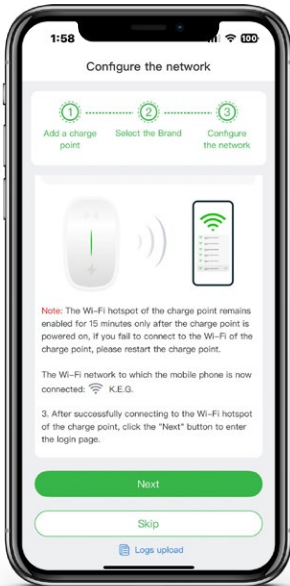 1:58
100
Configure the network
1
2
3
Add a charge
point
Select the Brand
Configure
the network
Note: The Wi-Fi hotspot of the charge point remains
enabled for 15 minutes only after the charge point is
powered on, if you fail to connect to the Wi-Fi of the
charge point, please restart the charge point.
The Wi-Fi network to which the mobile phone is now
connected: K.E.G.
3. After successfully connecting to the Wi-Fi hotspot
of the charge point, click the "Next" button to enter
the login page.
Next
Skip
Logs upload